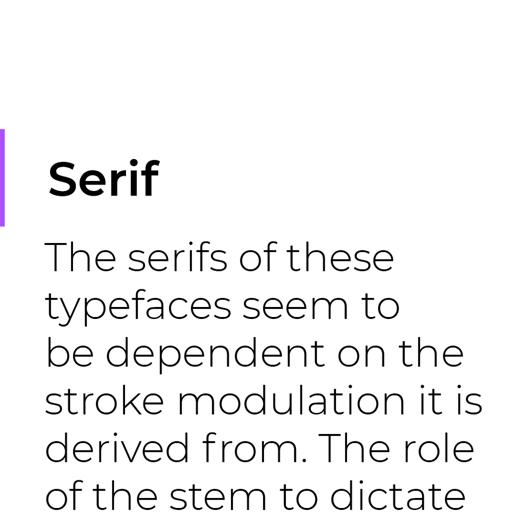 Serif
The serifs of these
typefaces seem to
be dependent on the
stroke modulation it is
derived from. The role
of the stem to dictate